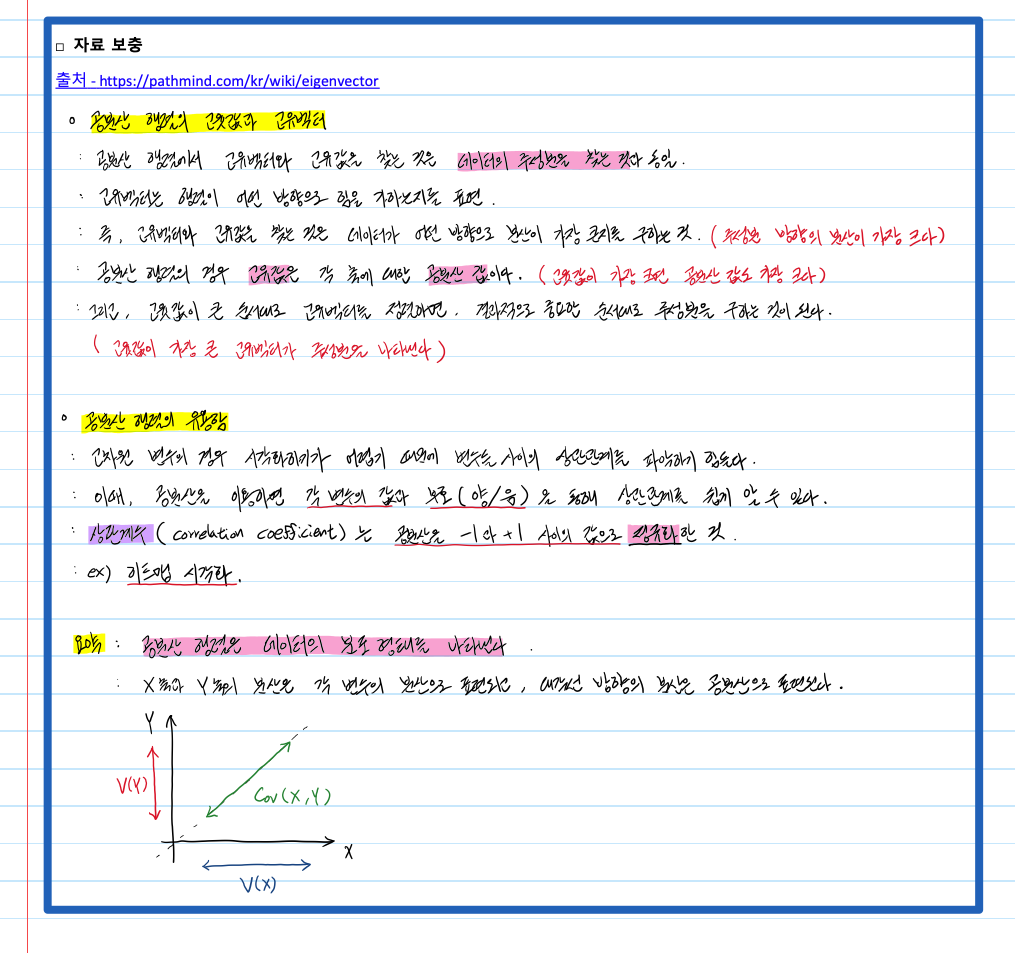 □ 자료 보충
출처 - https://pathmind.com/kr/wiki/eigenvector
공분산 행렬의 고윳값과 고유벡터
: 공분산 행렬에서 고유벡터와 고유값을 찾는 것은 데이터의 주성분을 찾는 것과 동일.
: 고유벡터는 행렬이 어떤 방향으로 힘을 가하는지를 표현.
: 즉, 고유벡터와 고윳값을 찾는 것은 데이터가 어떤 방향으로 분산이 가장 큰지를 구하는 것. (주성분 방향의 분산이 가장 크다)
: 공분산 행렬의 경우 고유값은 각 축에 대한 공분산 값이다. (고윳값이 가장 크면 공분산 값도 가장 크다)
: 그리고, 고윳값이 큰 순서대로 고유벡터를 정렬하면, 결과적으로 중요한 순서대로 주성분을 구하는 것이 된다.
(고윳값이 가장 큰 고유벡터가 주성분을 나타낸다)
공분산 행렬의 유용함
: 고차원 변수의 경우 시각화하기가 어렵기 때문에 변수들 사이의 상관관계를 파악하기 힘들다.
: 이때, 공분산을 이용하면 각 변수의 값과 부호(양/음)을 통해 상관관계를 쉽게 알 수 있다.
: 상관계수(correlation coefficient)는 공분산을 -1과 +1 사이의 값으로 정규화한 것.
: ex) 히트맵 시각화.
요약 : 공분산 행렬은 데이터의 분포 형태를 나타낸다.
: X축과 Y축의 분산은 각 변수의 분산으로 표현되고, 대각선 방향의 분산은 공분산으로 표현된다.
Y
V(Y)
Cov(X,Y)
X
V(X)